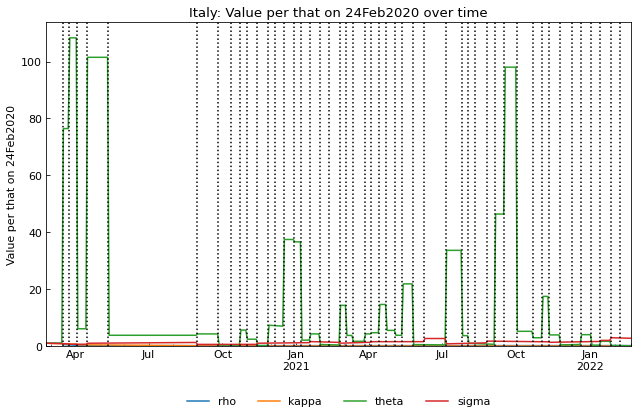 Italy: Value per that on 24Feb2020 over time
Value per that on 24Feb2020
100
80
60
40
20
0
Apr Jul Oct Jan Apr Jul Oct Jan
2021 2022
rho kappa theta sigma